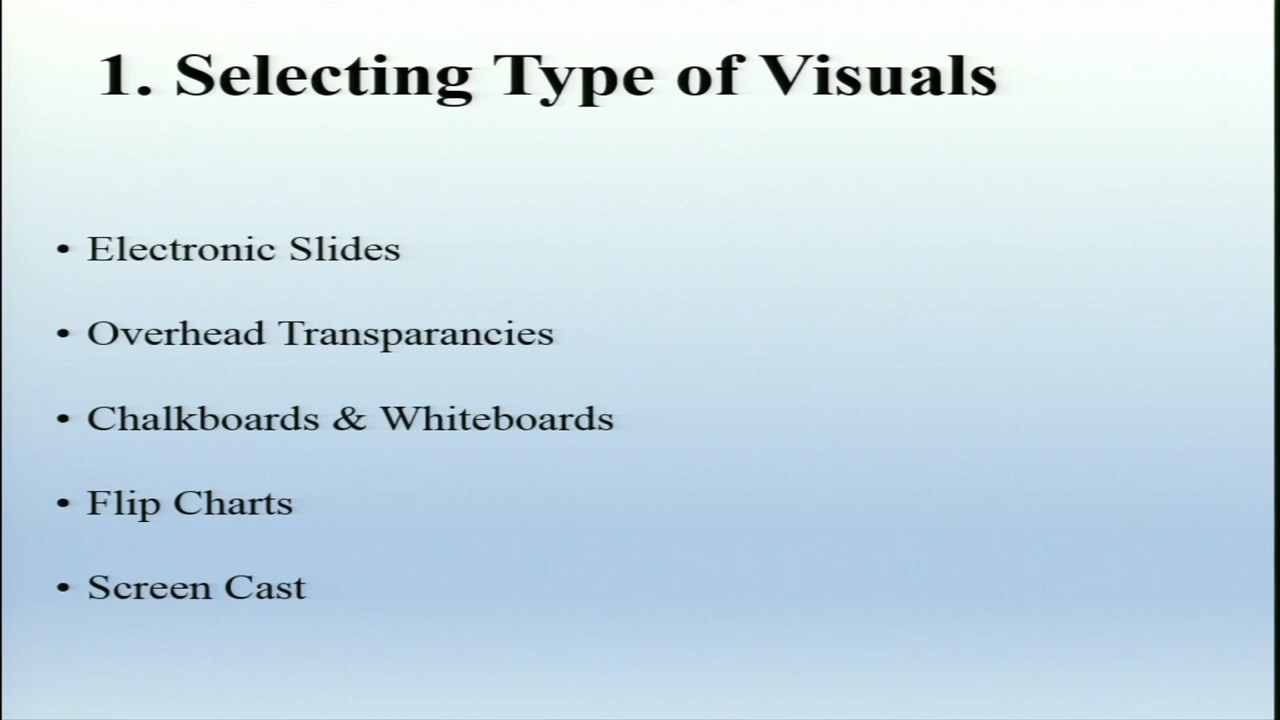 1. Selecting Type of Visuals
• Electronic Slides
• Overhead Transparancies
• Chalkboards & Whiteboards
• Flip Charts
• Screen Cast